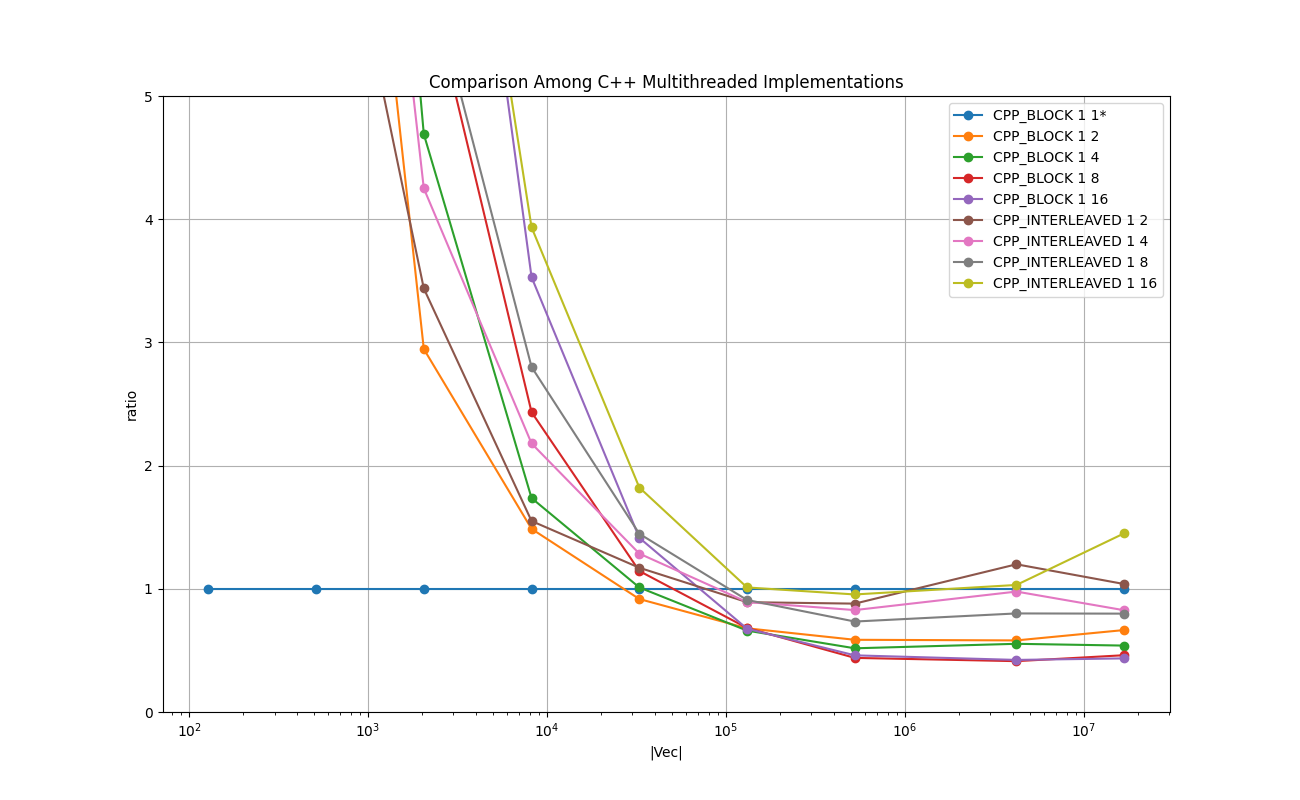 Comparison Among C++ Multithreaded Implementations
5
4
3
2
1
0
ratio
CPP_BLOCK 1 1*
CPP_BLOCK 1 2
CPP_BLOCK 1 4
CPP_BLOCK 1 8
CPP_BLOCK 1 16
CPP_INTERLEAVED 1 2
CPP_INTERLEAVED 1 4
CPP_INTERLEAVED 1 8
CPP_INTERLEAVED 1 16
10² 10³ 10⁴ 10⁵ 10⁶ 10⁷
|Vec|